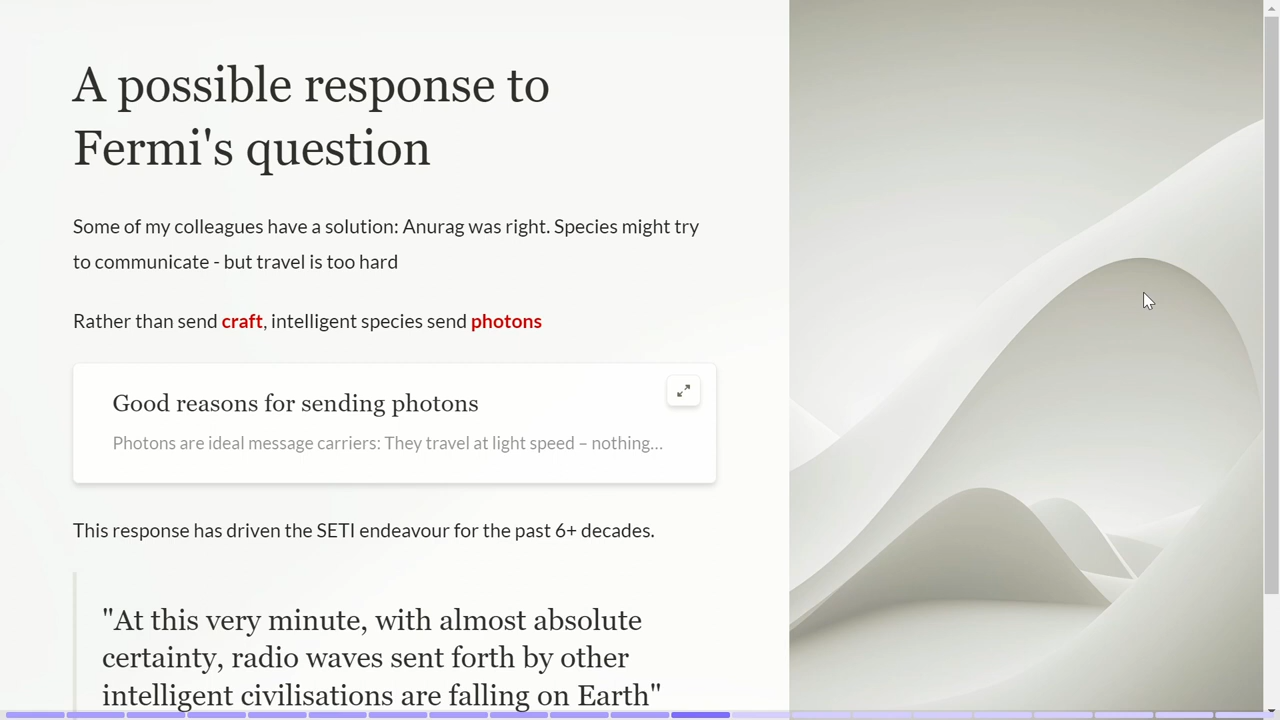 A possible response to
Fermi's question
Some of my colleagues have a solution: Anurag was right. Species might try
to communicate - but travel is too hard
Rather than send craft, intelligent species send photons
Good reasons for sending photons
Photons are ideal message carriers: They travel at light speed – nothing...
This response has driven the SETI endeavour for the past 6+ decades.
"At this very minute, with almost absolute
certainty, radio waves sent forth by other
intelligent civilisations are falling on Earth"